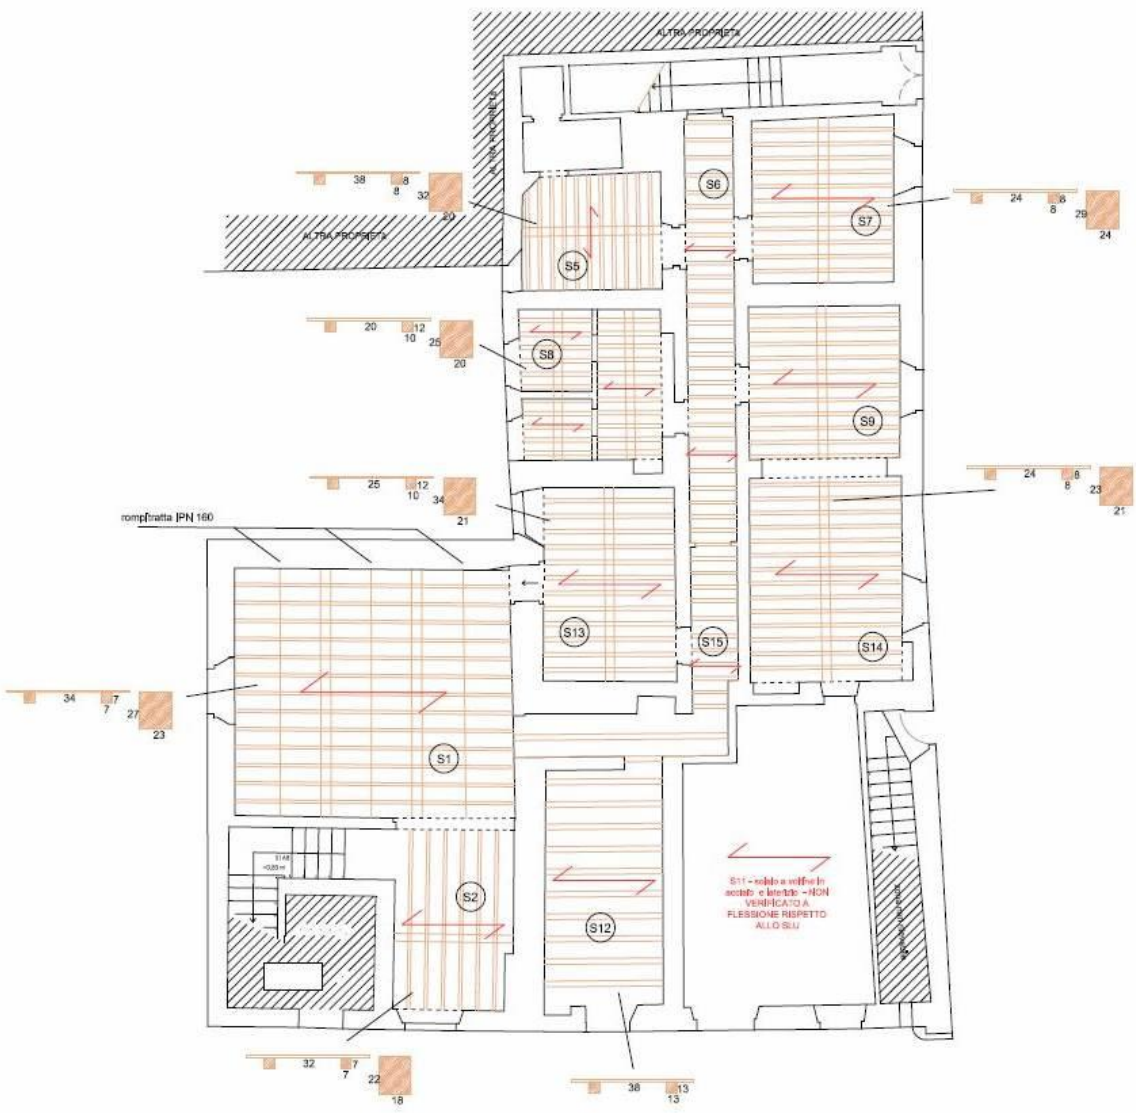 ALTRA PROPRIETA
ALTRA PROPRIETA
38
8
8
32
20
S6
S7
24
8
8
29
24
ALTRA PROPRIETA
S5
20
12
10
25
20
S8
S9
25
12
10
34
21
24
8
8
23
21
rompitratta IPN 160
S13
S15
S14
34
7
7
27
23
S1
S2
S12
S11 - solaio a voltine in
acciaio e laterizio - NON
VERIFICATO A
FLESSIONE RISPETTO
ALLO SLU
32
7
7
22
18
38
13
13